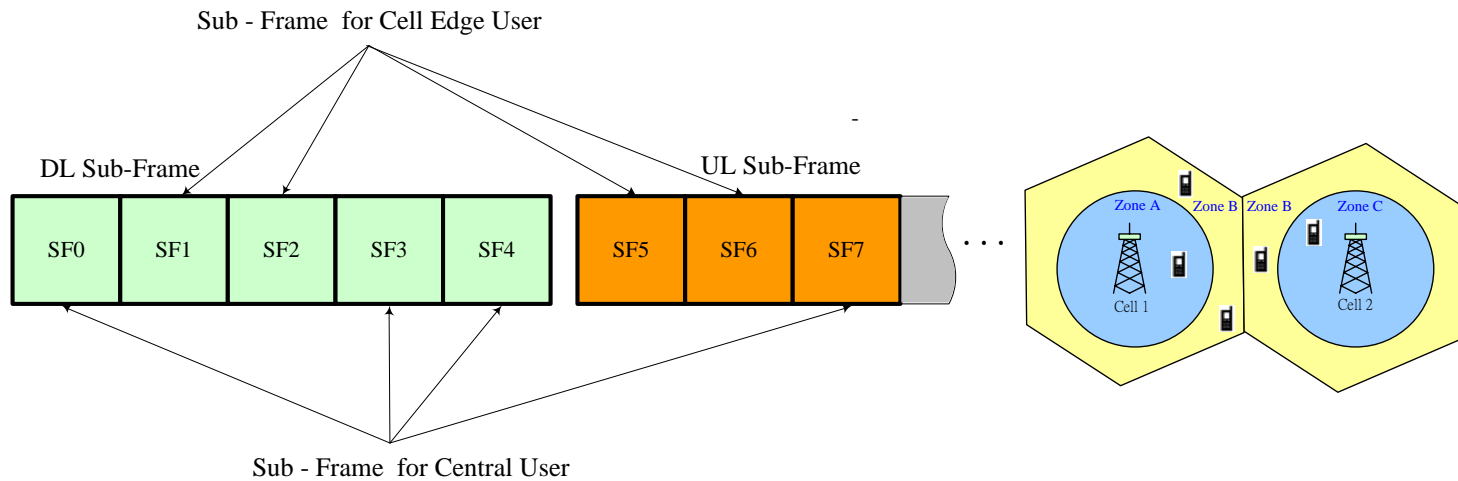 Sub - Frame for Cell Edge User
-
DL Sub-Frame
UL Sub-Frame
SF0
SF1
SF2
SF3
SF4
SF5
SF6
SF7
. . .
Zone A
Zone B
Zone B
Zone C
Cell 1
Cell 2
Sub - Frame for Central User